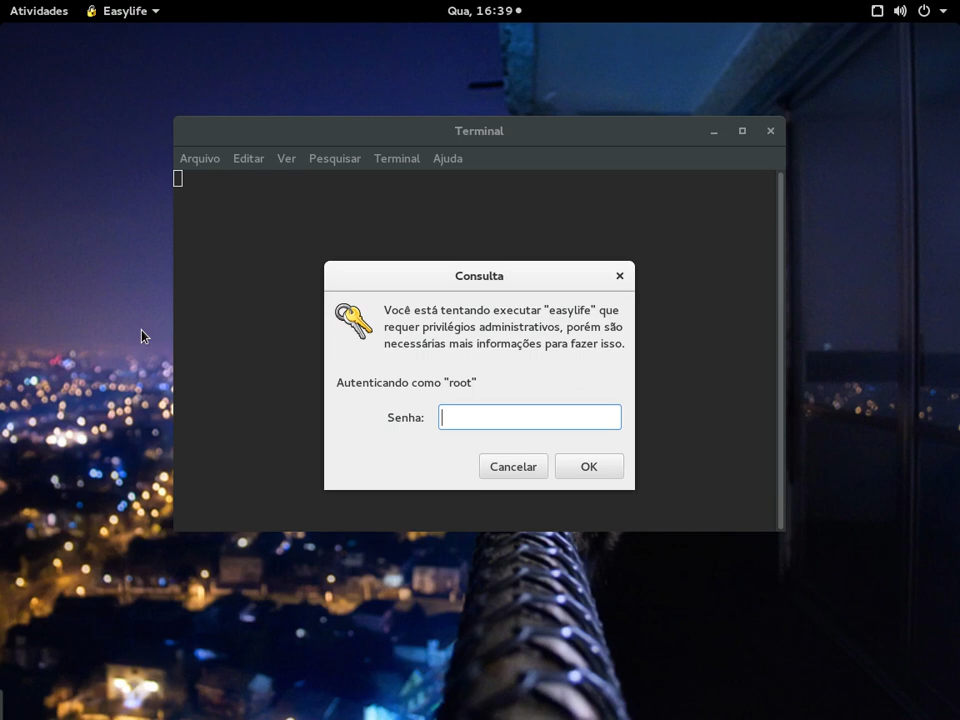 Atividades Easylife Qua, 16:39
Terminal
Arquivo Editar Ver Pesquisar Terminal Ajuda
Consulta
Você está tentando executar "easylife" que
requer privilégios administrativos, porém são
necessárias mais informações para fazer isso.
Autenticando como "root"
Senha:
Cancelar OK